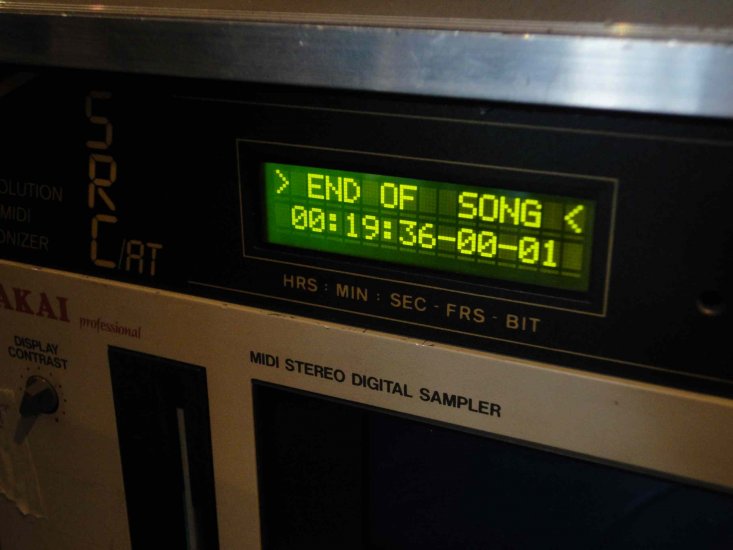 SRC/AT
MIDI
> END OF SONG <
00:19:36-00-01
HRS : MIN : SEC - FRS - BIT
AKAI professional
DISPLAY
CONTRAST
MIDI STEREO DIGITAL SAMPLER